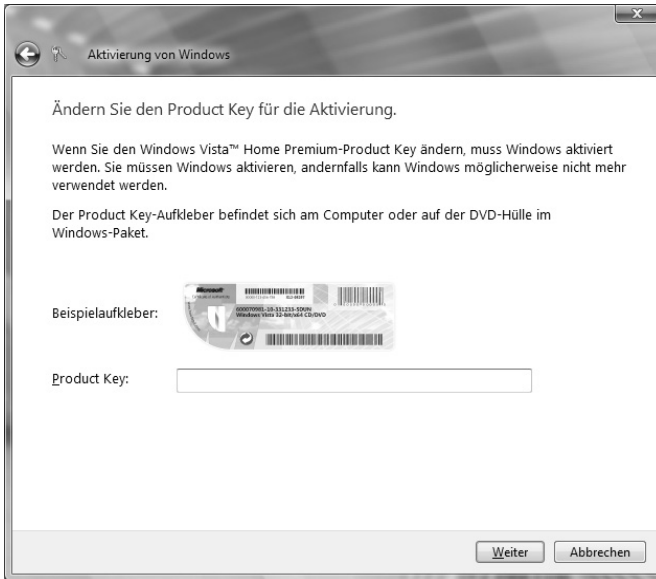 Aktivierung von Windows
Ändern Sie den Product Key für die Aktivierung.
Wenn Sie den Windows Vista™ Home Premium-Product Key ändern, muss Windows aktiviert
werden. Sie müssen Windows aktivieren, andernfalls kann Windows möglicherweise nicht mehr
verwendet werden.
Der Product Key-Aufkleber befindet sich am Computer oder auf der DVD-Hülle im
Windows-Paket.
Microsoft
Beispielaufkleber:
Windows Vista 32-bit/x64 CD/DVD
Product Key:
Weiter
Abbrechen